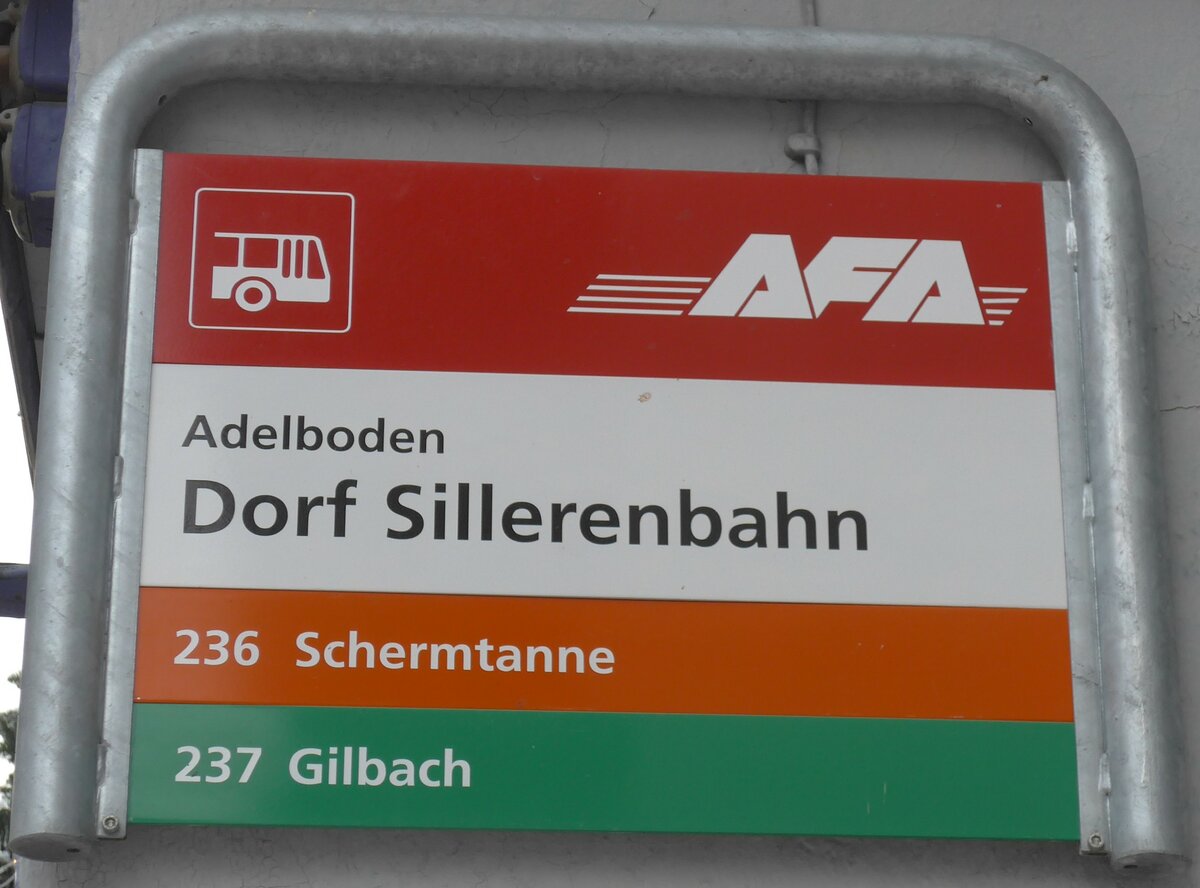 AFA
Adelboden
Dorf Sillerenbahn
236 Schermtanne
237 Gilbach